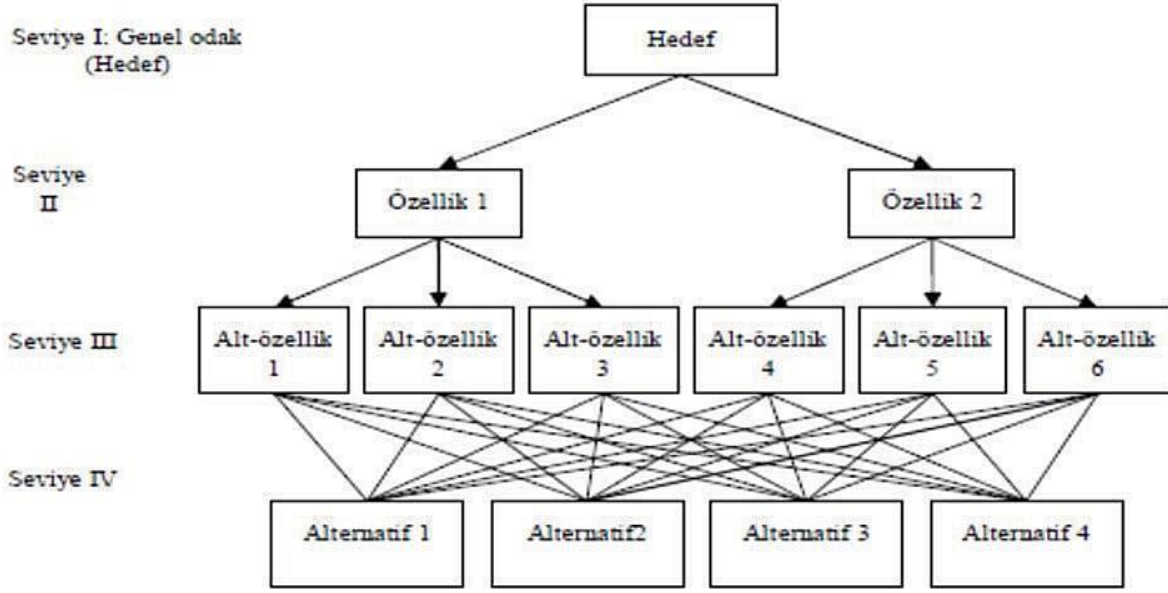 Seviye I: Genel odak
(Hedef)
Hedef
Seviye
II
Özellik 1
Özellik 2
Seviye III
Alt-özellik
1
Alt-özellik
2
Alt-özellik
3
Alt-özellik
4
Alt-özellik
5
Alt-özellik
6
Seviye IV
Alternatif 1
Alternatif2
Alternatif 3
Alternatif 4